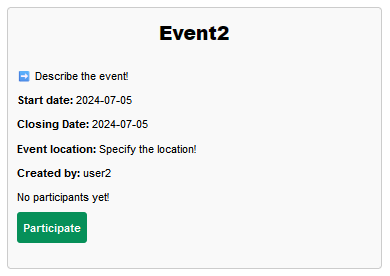 Event2
➡️ Describe the event!
Start date: 2024-07-05
Closing Date: 2024-07-05
Event location: Specify the location!
Created by: user2
No participants yet!
Participate